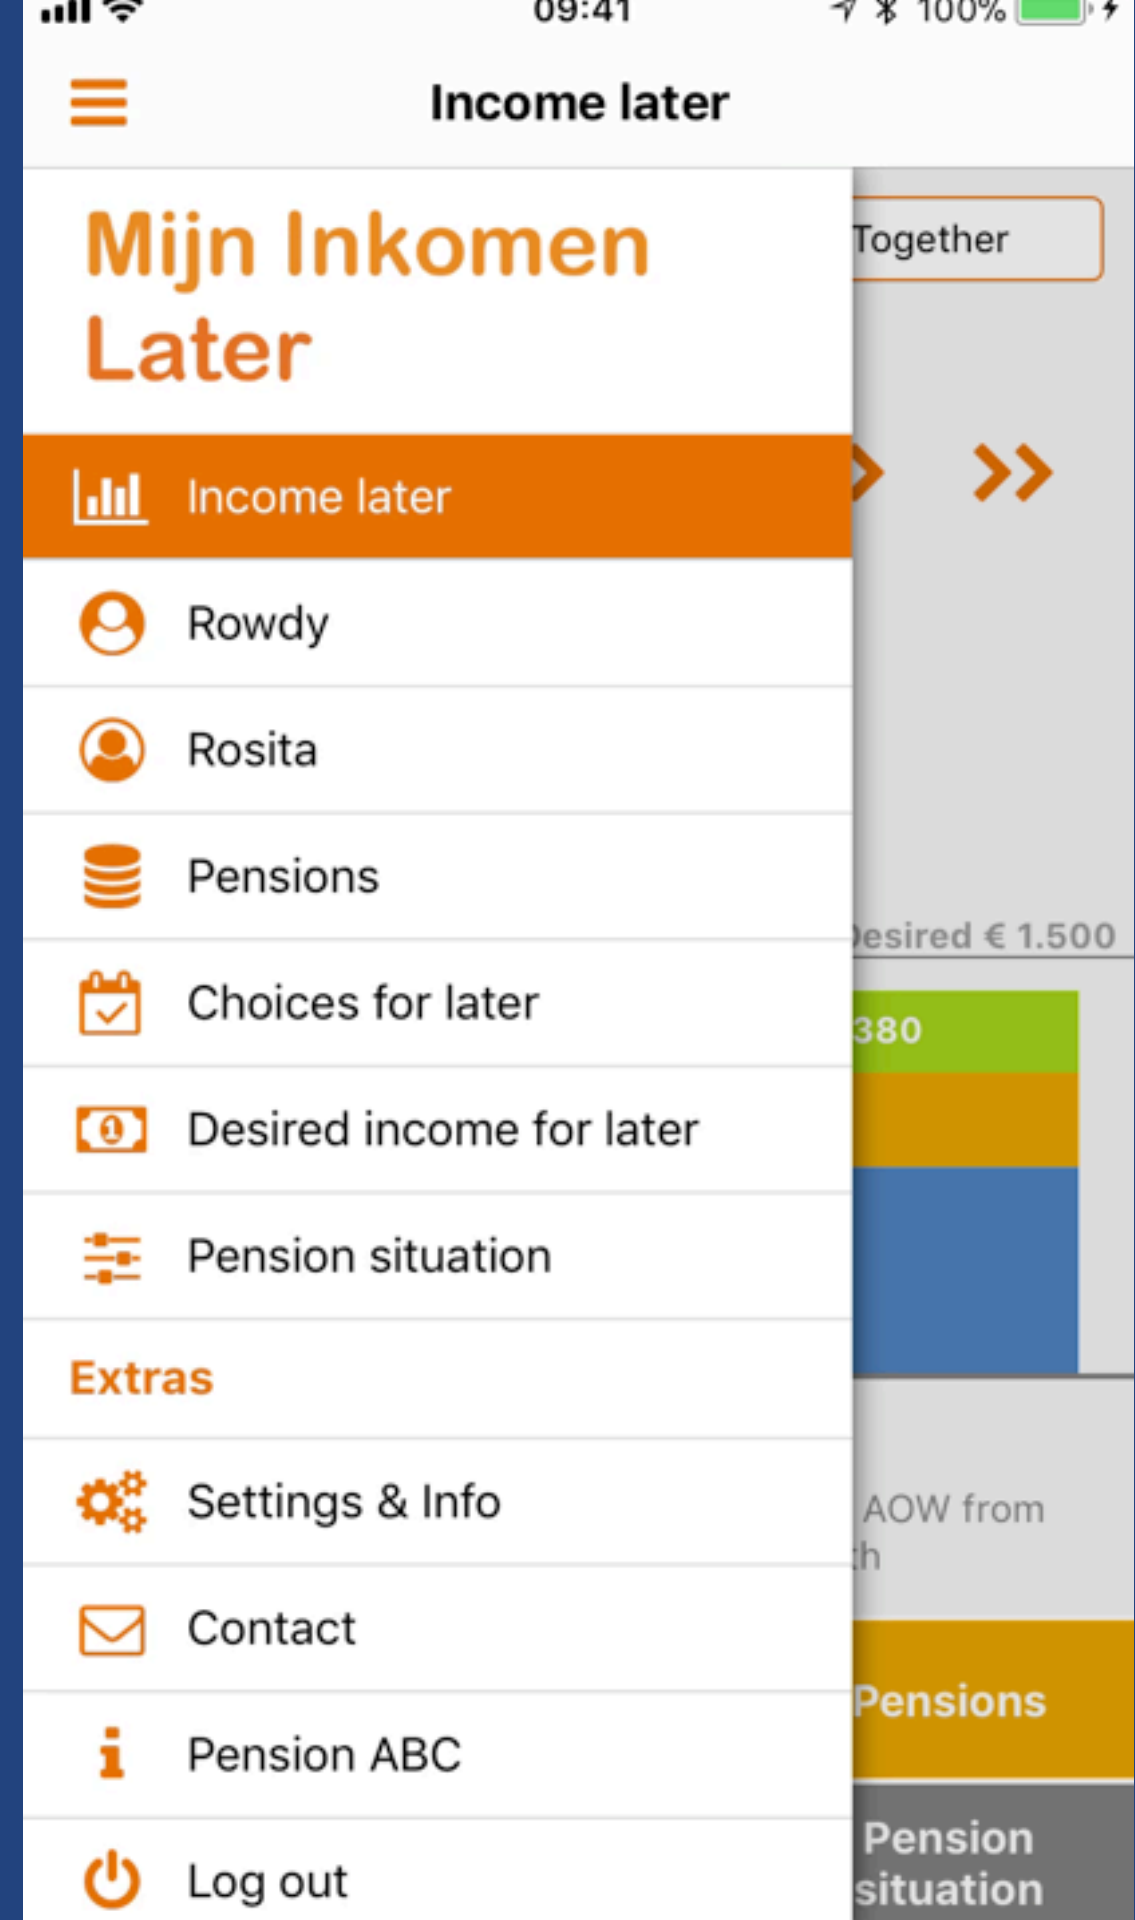 09:41
100%
Income later
Mijn Inkomen
Later
Income later
Rowdy
Rosita
Pensions
Choices for later
Desired income for later
Pension situation
Extras
Settings & Info
Contact
Pension ABC
Log out
Together
Desired € 1.500
380
AOW from
Pensions
Pension
situation